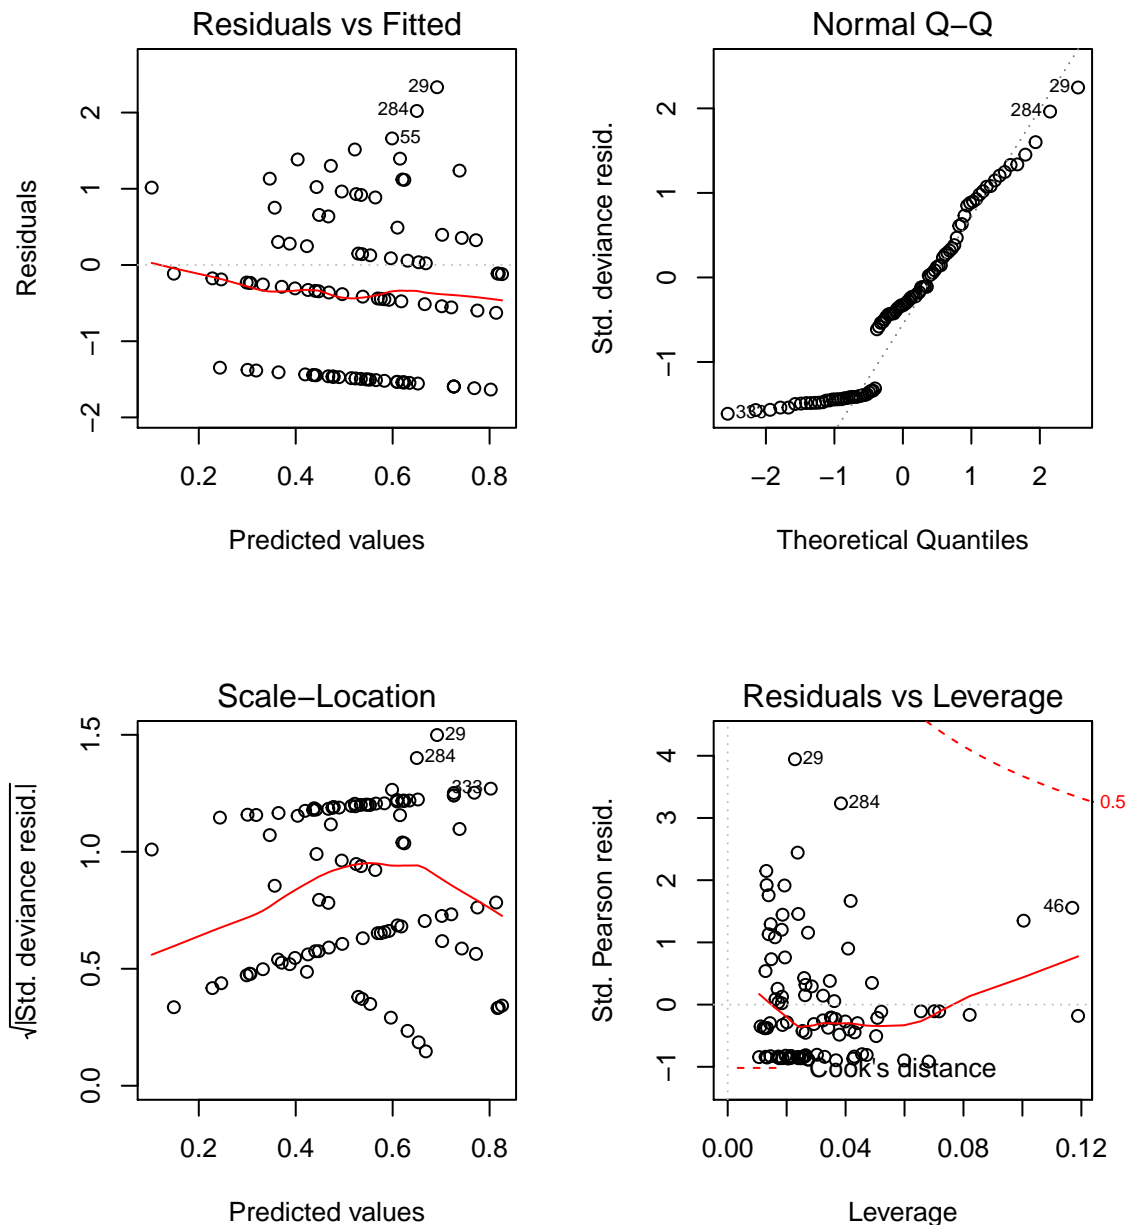 Residuals vs Fitted
Residuals
2
1
0
−1
−2
29
284
55
0.2 0.4 0.6 0.8
Predicted values
Normal Q−Q
Std. deviance resid.
2
1
0
−1
29
284
333
−2 −1 0 1 2
Theoretical Quantiles
Scale−Location
√|Std. deviance resid.|
1.5
1.0
0.5
0.0
29
284
333
0.2 0.4 0.6 0.8
Predicted values
Residuals vs Leverage
Std. Pearson resid.
4
3
2
1
0
−1
29
284
46
0.5
Cook's distance
0.00 0.04 0.08 0.12
Leverage